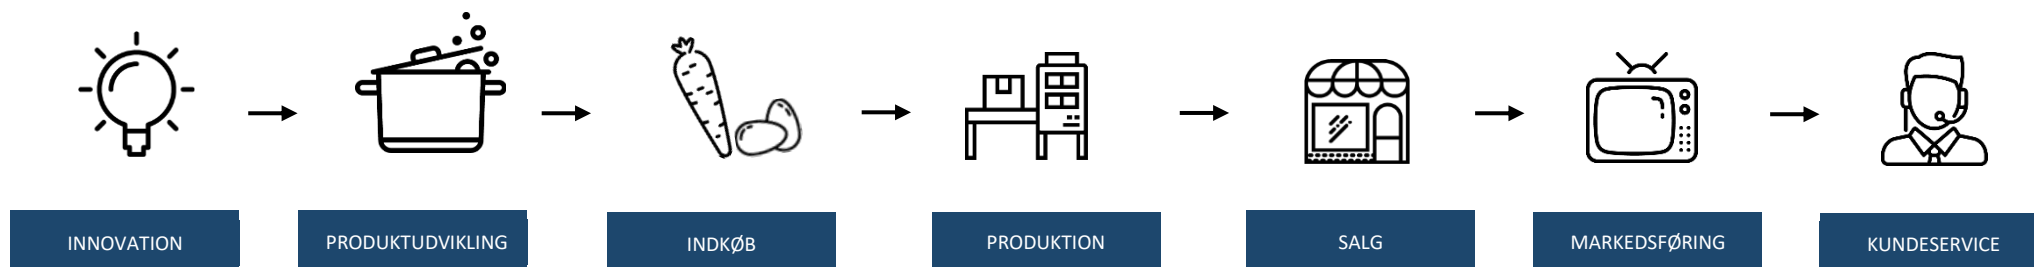 INNOVATION
PRODUKTUDVIKLING
INDKØB
PRODUKTION
SALG
MARKEDSFØRING
KUNDESERVICE